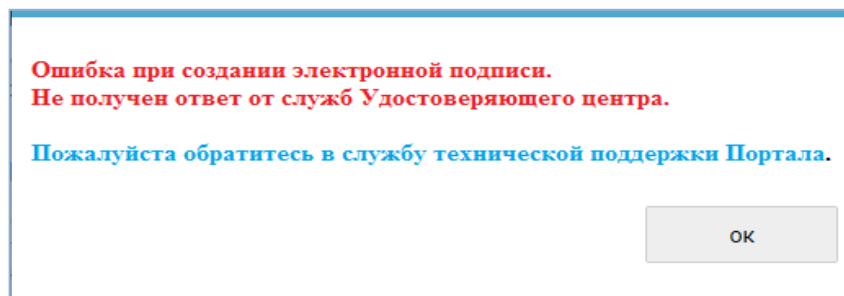 Ошибка при создании электронной подписи.
Не получен ответ от служб Удостоверяющего центра.
Пожалуйста обратитесь в службу технической поддержки Портала.
ок